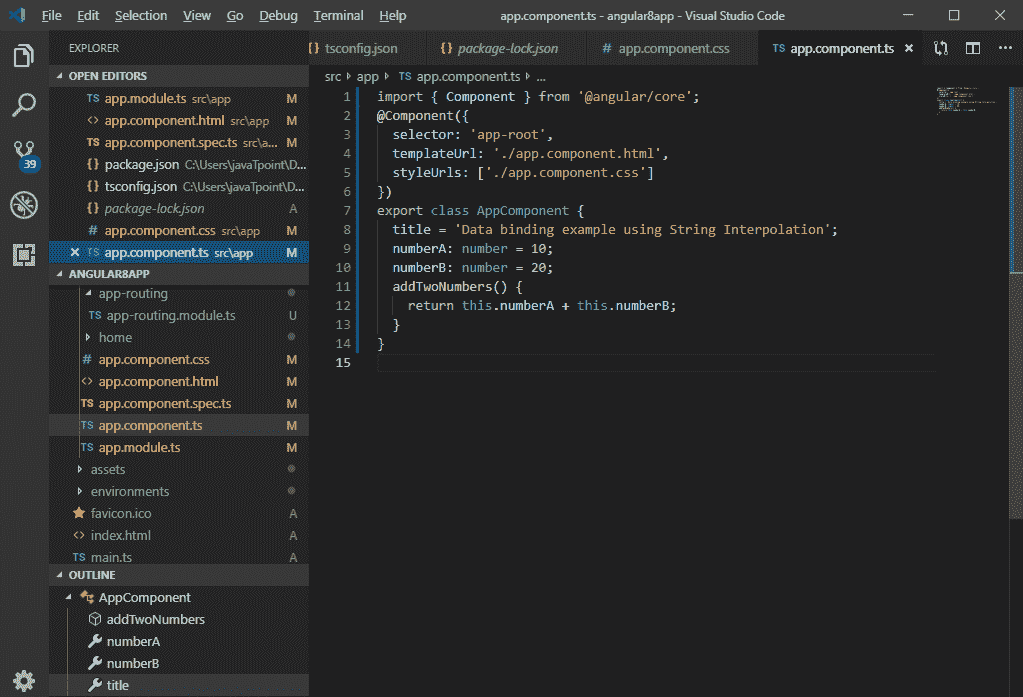 File Edit Selection View Go Debug Terminal Help app.component.ts - angular8app - Visual Studio Code
EXPLORER
OPEN EDITORS
TS app.module.ts src\app M
<> app.component.html src\app M
TS app.component.spec.ts src\a... M
{} package.json C:\Users\javaTpoint\D...
{} tsconfig.json C:\Users\javaTpoint\D...
{} package-lock.json A
# app.component.css src\app M
× TS app.component.ts src\app M
ANGULAR8APP
app-routing
TS app-routing.module.ts U
home
# app.component.css M
<> app.component.html M
TS app.component.spec.ts M
TS app.component.ts M
TS app.module.ts M
assets
environments
favicon.ico A
<> index.html A
TS main.ts A
OUTLINE
AppComponent
addTwoNumbers
numberA
numberB
title
39
{} tsconfig.json {} package-lock.json # app.component.css TS app.component.ts ×
src app TS app.component.ts ...
1 import { Component } from '@angular/core';
2 @Component({
3 selector: 'app-root',
4 templateUrl: './app.component.html',
5 styleUrls: ['./app.component.css']
6 })
7 export class AppComponent {
8 title = 'Data binding example using String Interpolation';
9 numberA: number = 10;
10 numberB: number = 20;
11 addTwoNumbers() {
12 return this.numberA + this.numberB;
13 }
14 }
15